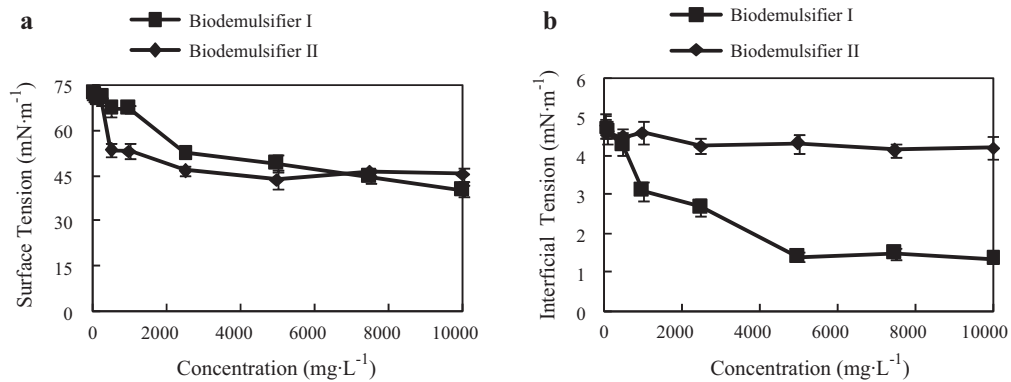 a
Biodemulsifier I
Biodemulsifier II
Surface Tension (mN·m⁻¹)
75
60
45
30
15
0
0 2000 4000 6000 8000 10000
Concentration (mg·L⁻¹)
b
Biodemulsifier I
Biodemulsifier II
Interficial Tension (mN·m⁻¹)
6
5
4
3
2
1
0
0 2000 4000 6000 8000 10000
Concentration (mg·L⁻¹)